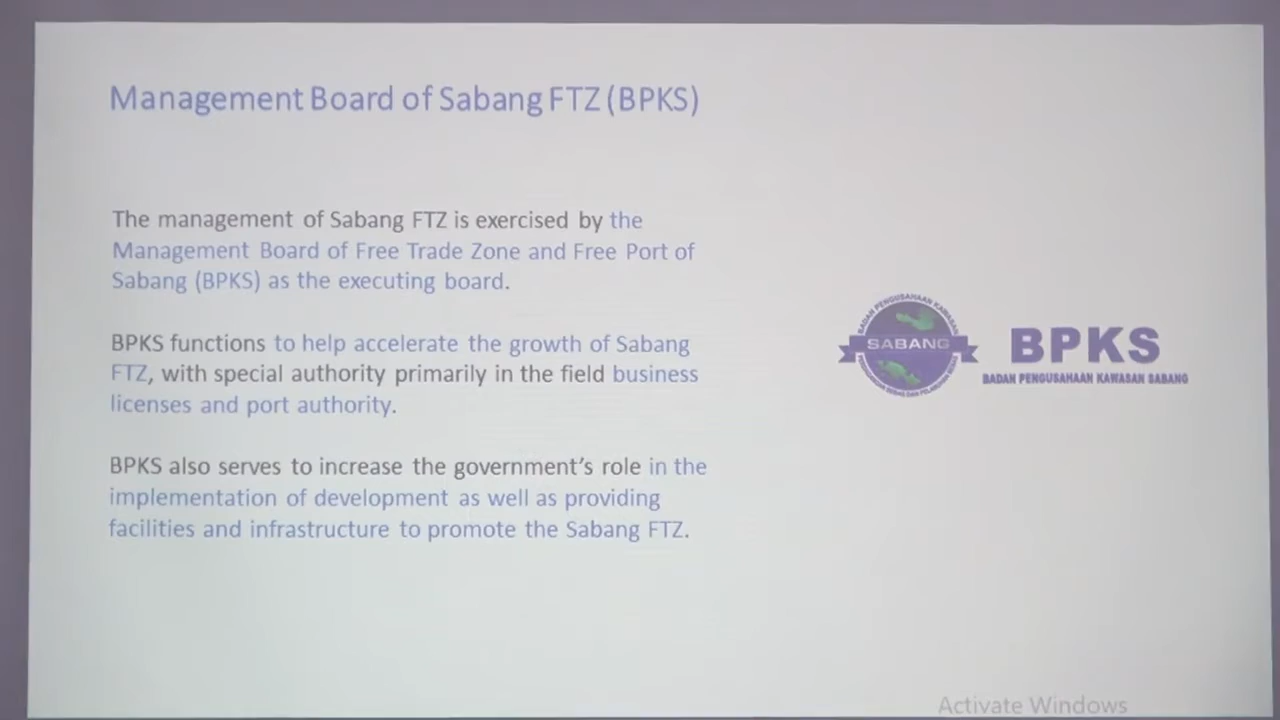 Management Board of Sabang FTZ (BPKS)
The management of Sabang FTZ is exercised by the
Management Board of Free Trade Zone and Free Port of
Sabang (BPKS) as the executing board.
BPKS functions to help accelerate the growth of Sabang
FTZ, with special authority primarily in the field business
licenses and port authority.
BPKS also serves to increase the government's role in the
implementation of development as well as providing
facilities and infrastructure to promote the Sabang FTZ.
BADAN PENGUSAHAAN KAWASAN
SABANG
BPKS
BADAN PENGUSAHAAN KAWASAN SABANG
Activate Windows